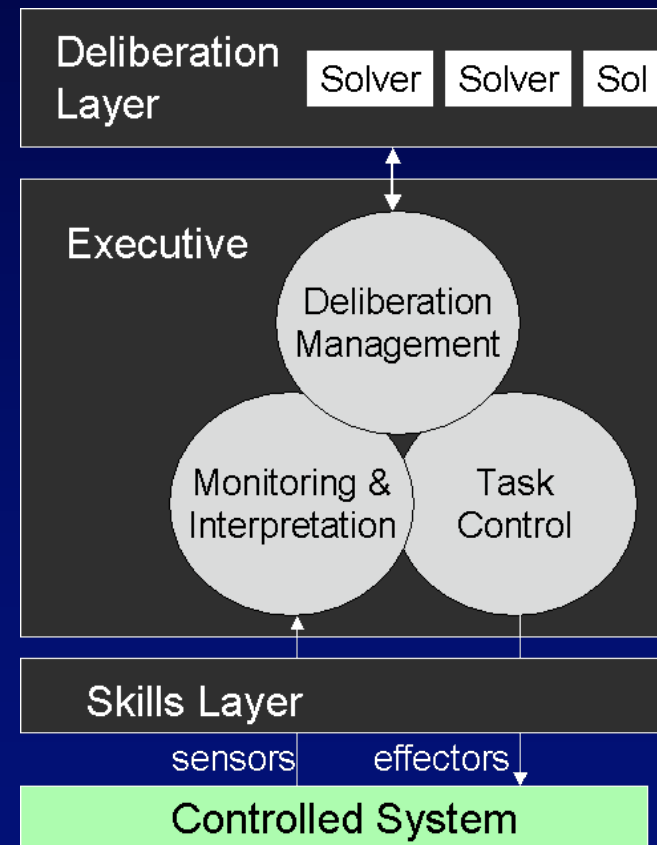 Deliberation
Layer
Solver Solver Sol
Executive
Deliberation
Management
Monitoring &
Interpretation
Task
Control
Skills Layer
sensors effectors
Controlled System